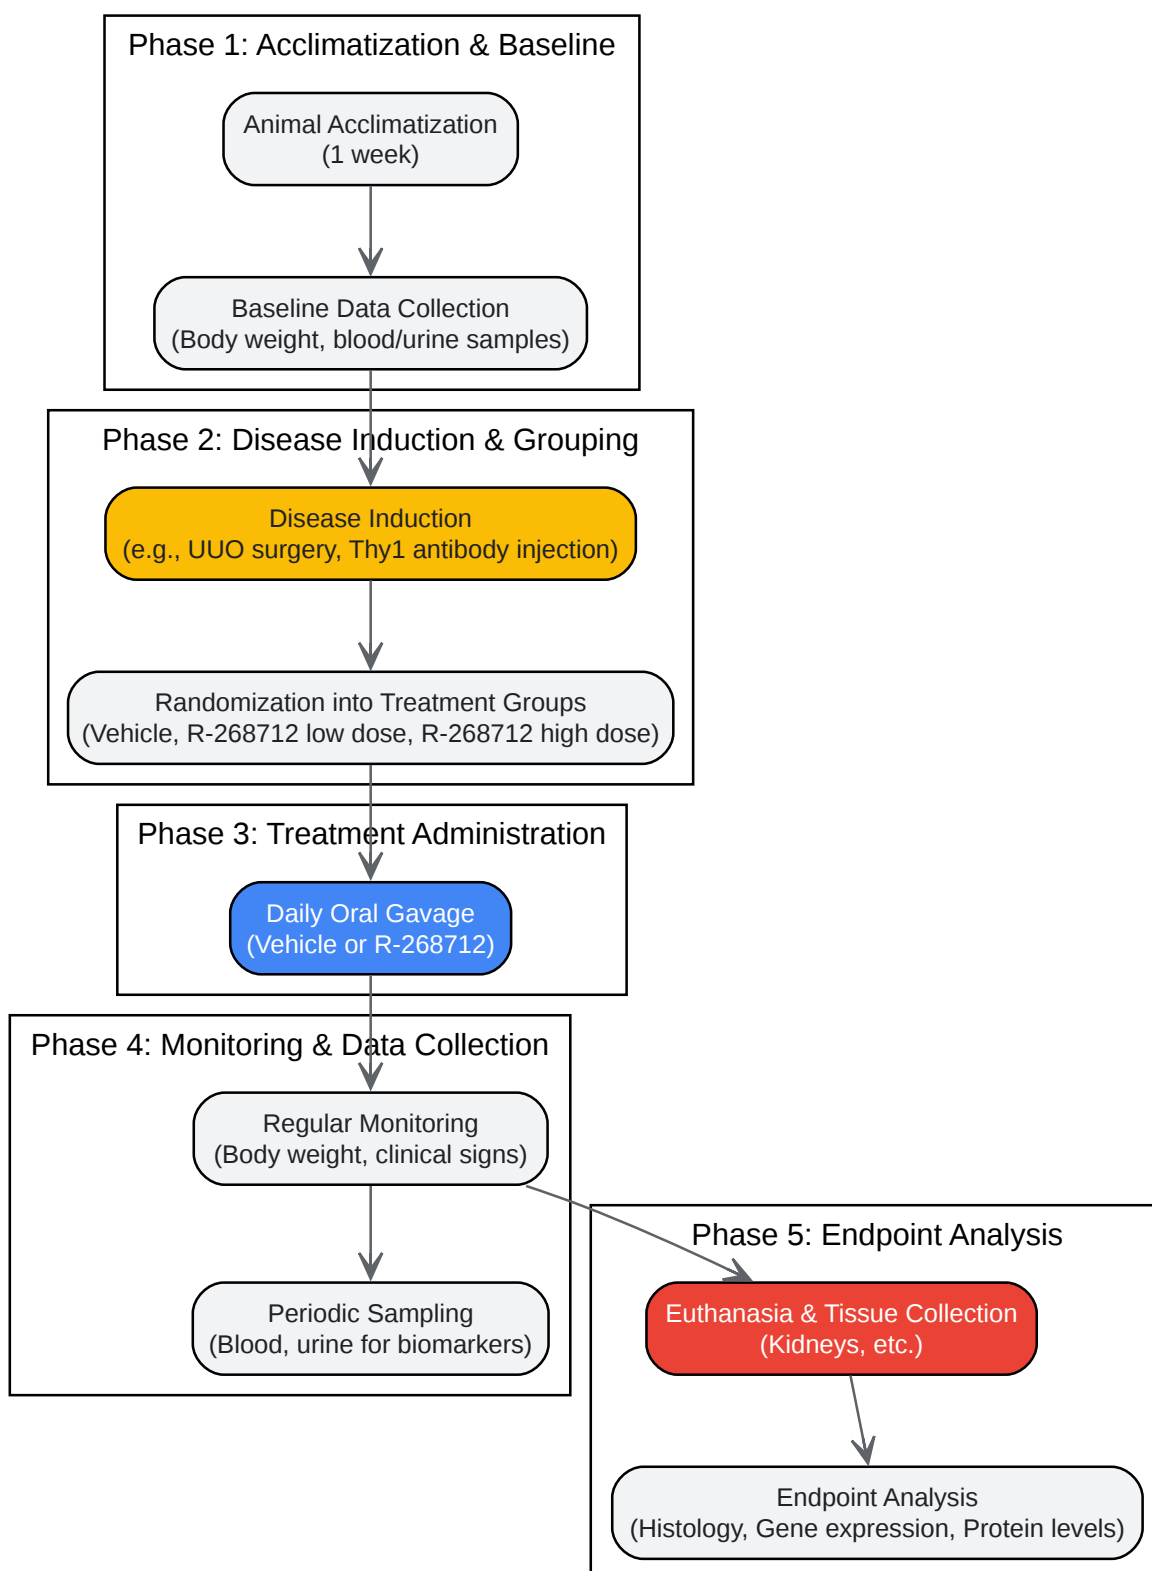 Phase 1: Acclimatization & Baseline
Animal Acclimatization
(1 week)
Baseline Data Collection
(Body weight, blood/urine samples)
Phase 2: Disease Induction & Grouping
Disease Induction
(e.g., UUO surgery, Thy1 antibody injection)
Randomization into Treatment Groups
(Vehicle, R-268712 low dose, R-268712 high dose)
Phase 3: Treatment Administration
Daily Oral Gavage
(Vehicle or R-268712)
Phase 4: Monitoring & Data Collection
Regular Monitoring
(Body weight, clinical signs)
Periodic Sampling
(Blood, urine for biomarkers)
Phase 5: Endpoint Analysis
Euthanasia & Tissue Collection
(Kidneys, etc.)
Endpoint Analysis
(Histology, Gene expression, Protein levels)